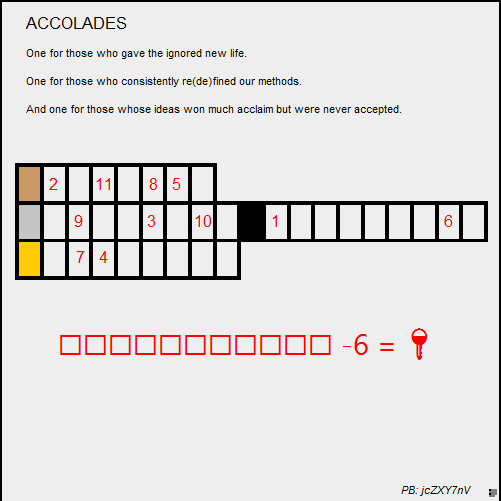 ACCOLADES
One for those who gave the ignored new life.
One for those who consistently re(de)fined our methods.
And one for those whose ideas won much acclaim but were never accepted.
2 11 8 5
9 3 10 1 6
7 4
□□□□□□□□□□□ -6 =
PB: jcZXY7nV